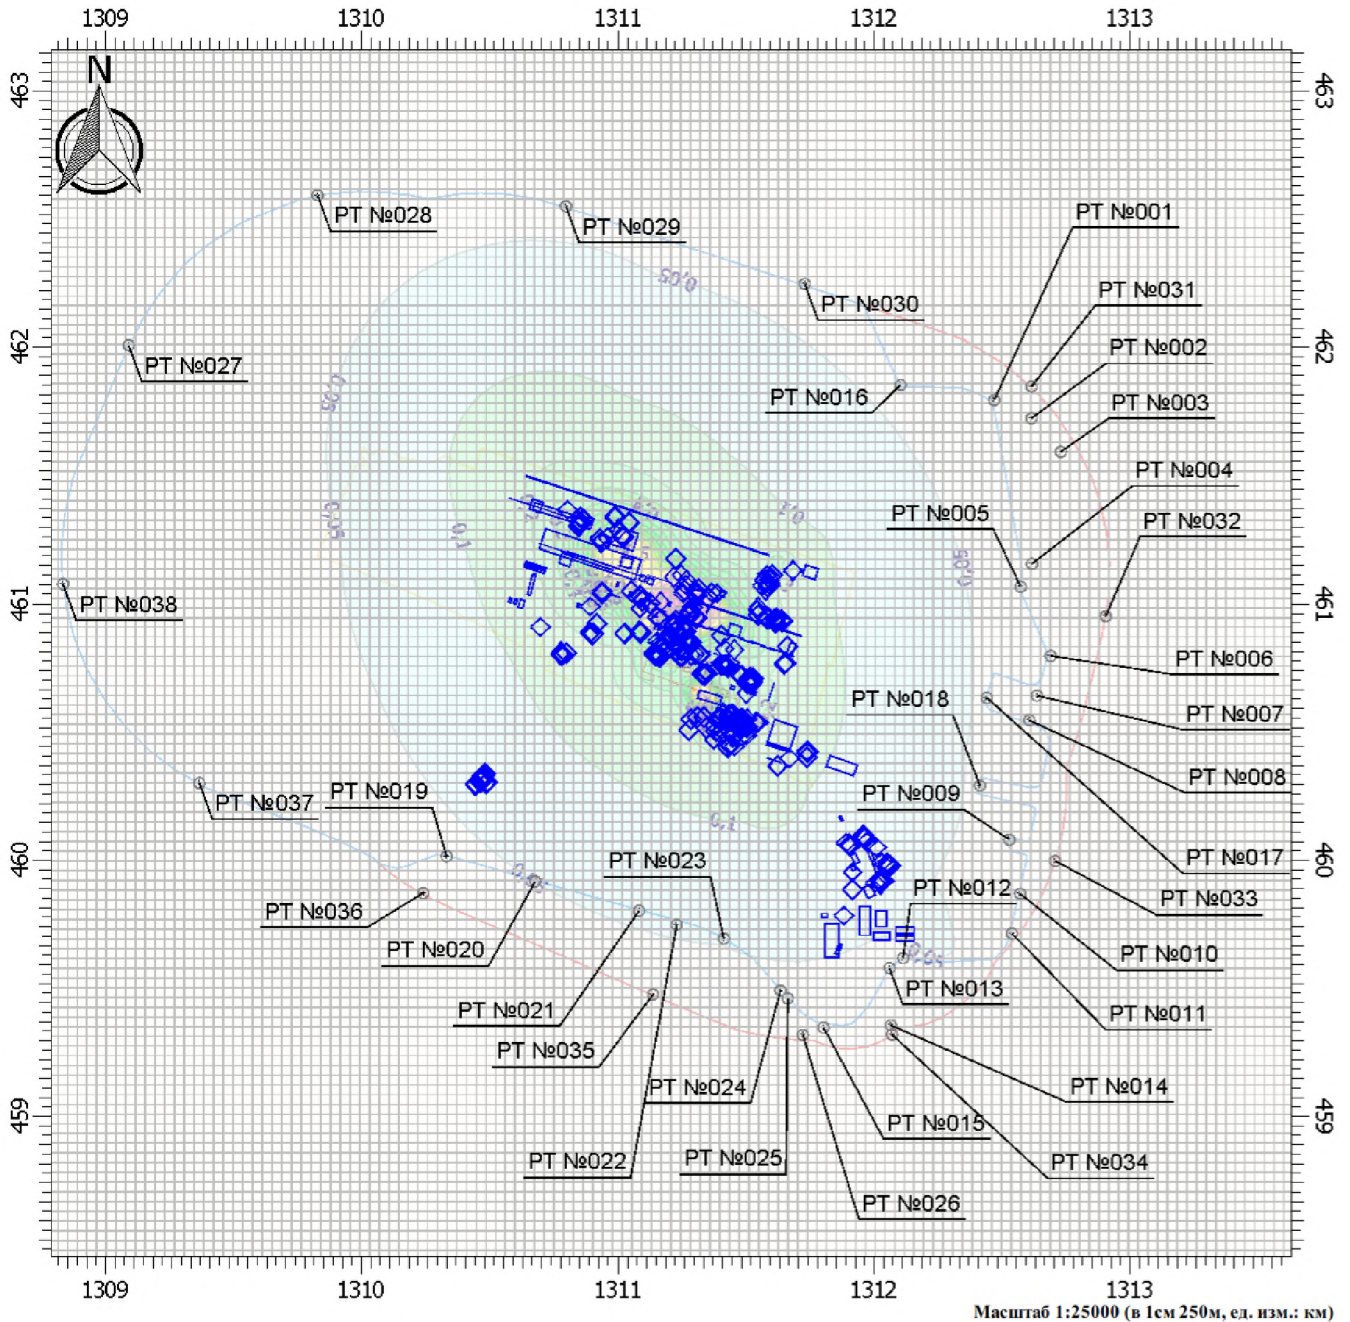 1309 1310 1311 1312 1313
463 463
N
РТ №028
РТ №001
РТ №029
0,05
РТ №031
РТ №030
462 462
РТ №002
РТ №027
РТ №016
0,05
РТ №003
РТ №004
РТ №005
0,1
РТ №032
0,05
0,1
0,05
461 461
РТ №038
РТ №006
РТ №018
РТ №007
РТ №008
РТ №019
РТ №009
РТ №037
0,1
РТ №023
РТ №017
460 460
0,05
РТ №012
РТ №033
РТ №036
РТ №020
0,05
РТ №010
РТ №013
РТ №021
РТ №011
РТ №035
РТ №024
РТ №014
459 459
РТ №015
РТ №022
РТ №025
РТ №034
РТ №026
1309 1310 1311 1312 1313
Масштаб 1:25000 (в 1см 250м, ед. изм.: км)